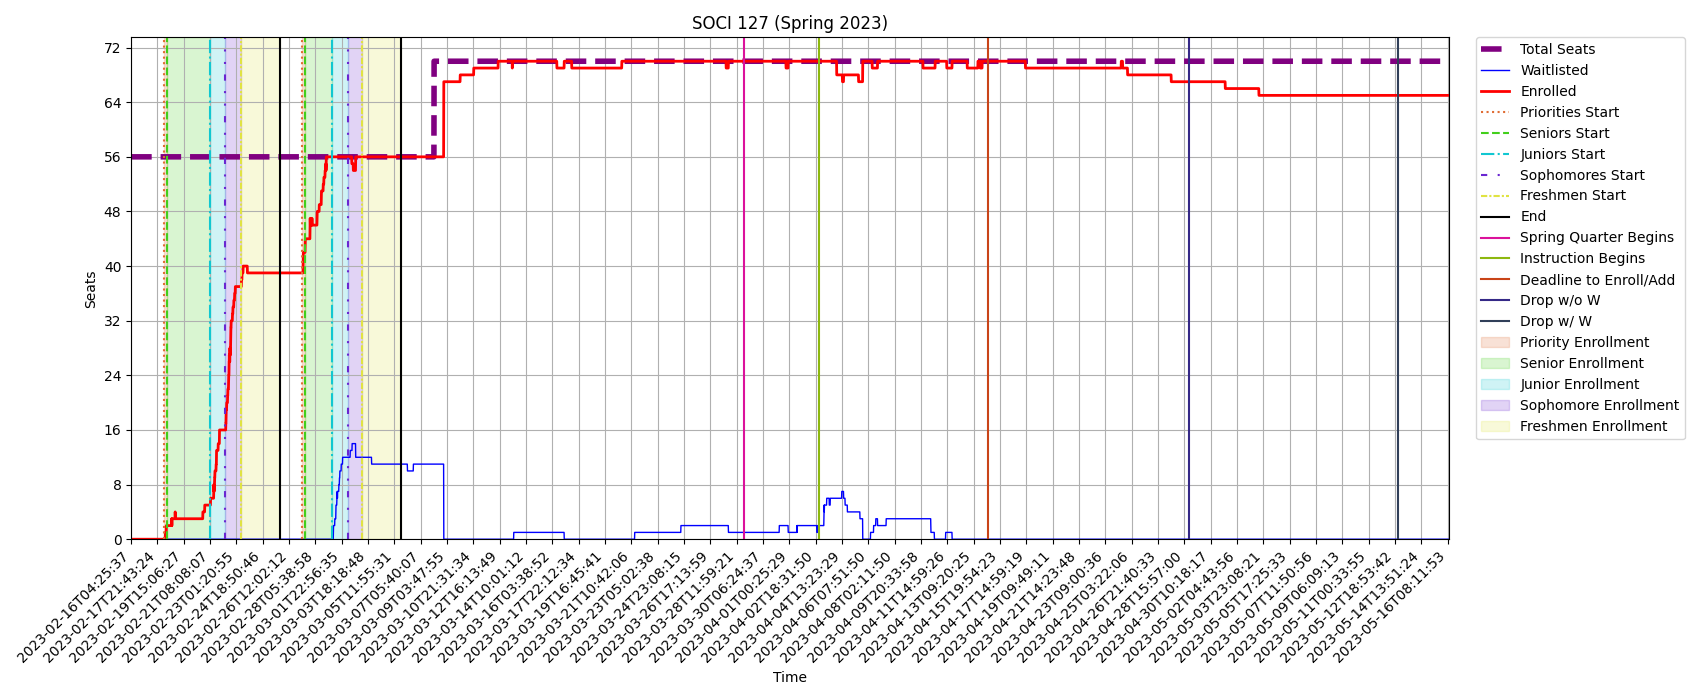 SOCI 127 (Spring 2023)
Seats
72
64
56
48
40
32
24
16
8
0
2023-02-16T04:25:37
2023-02-17T21:43:24
2023-02-19T15:06:27
2023-02-21T08:08:07
2023-02-23T01:20:55
2023-02-24T18:50:46
2023-02-26T12:02:12
2023-02-28T05:38:58
2023-03-01T22:56:35
2023-03-03T18:18:48
2023-03-05T11:55:31
2023-03-07T05:40:07
2023-03-09T03:47:55
2023-03-10T21:31:34
2023-03-12T16:13:49
2023-03-14T10:01:12
2023-03-16T03:38:52
2023-03-17T22:12:34
2023-03-19T16:45:41
2023-03-21T10:42:06
2023-03-23T05:02:38
2023-03-24T23:08:15
2023-03-26T17:13:59
2023-03-28T11:59:21
2023-03-30T06:24:37
2023-04-01T00:25:29
2023-04-02T18:31:50
2023-04-04T13:23:29
2023-04-06T07:51:50
2023-04-08T02:11:50
2023-04-09T20:33:58
2023-04-11T14:59:26
2023-04-13T09:20:25
2023-04-15T19:54:23
2023-04-17T14:59:19
2023-04-19T09:49:11
2023-04-21T14:23:48
2023-04-23T09:00:36
2023-04-25T03:22:06
2023-04-26T21:40:33
2023-04-28T15:57:00
2023-04-30T10:18:17
2023-05-02T04:43:56
2023-05-03T23:08:21
2023-05-05T17:25:33
2023-05-07T11:50:56
2023-05-09T06:09:13
2023-05-11T00:33:55
2023-05-12T18:53:42
2023-05-14T13:51:24
2023-05-16T08:11:53
Time
Total Seats
Waitlisted
Enrolled
Priorities Start
Seniors Start
Juniors Start
Sophomores Start
Freshmen Start
End
Spring Quarter Begins
Instruction Begins
Deadline to Enroll/Add
Drop w/o W
Drop w/ W
Priority Enrollment
Senior Enrollment
Junior Enrollment
Sophomore Enrollment
Freshmen Enrollment